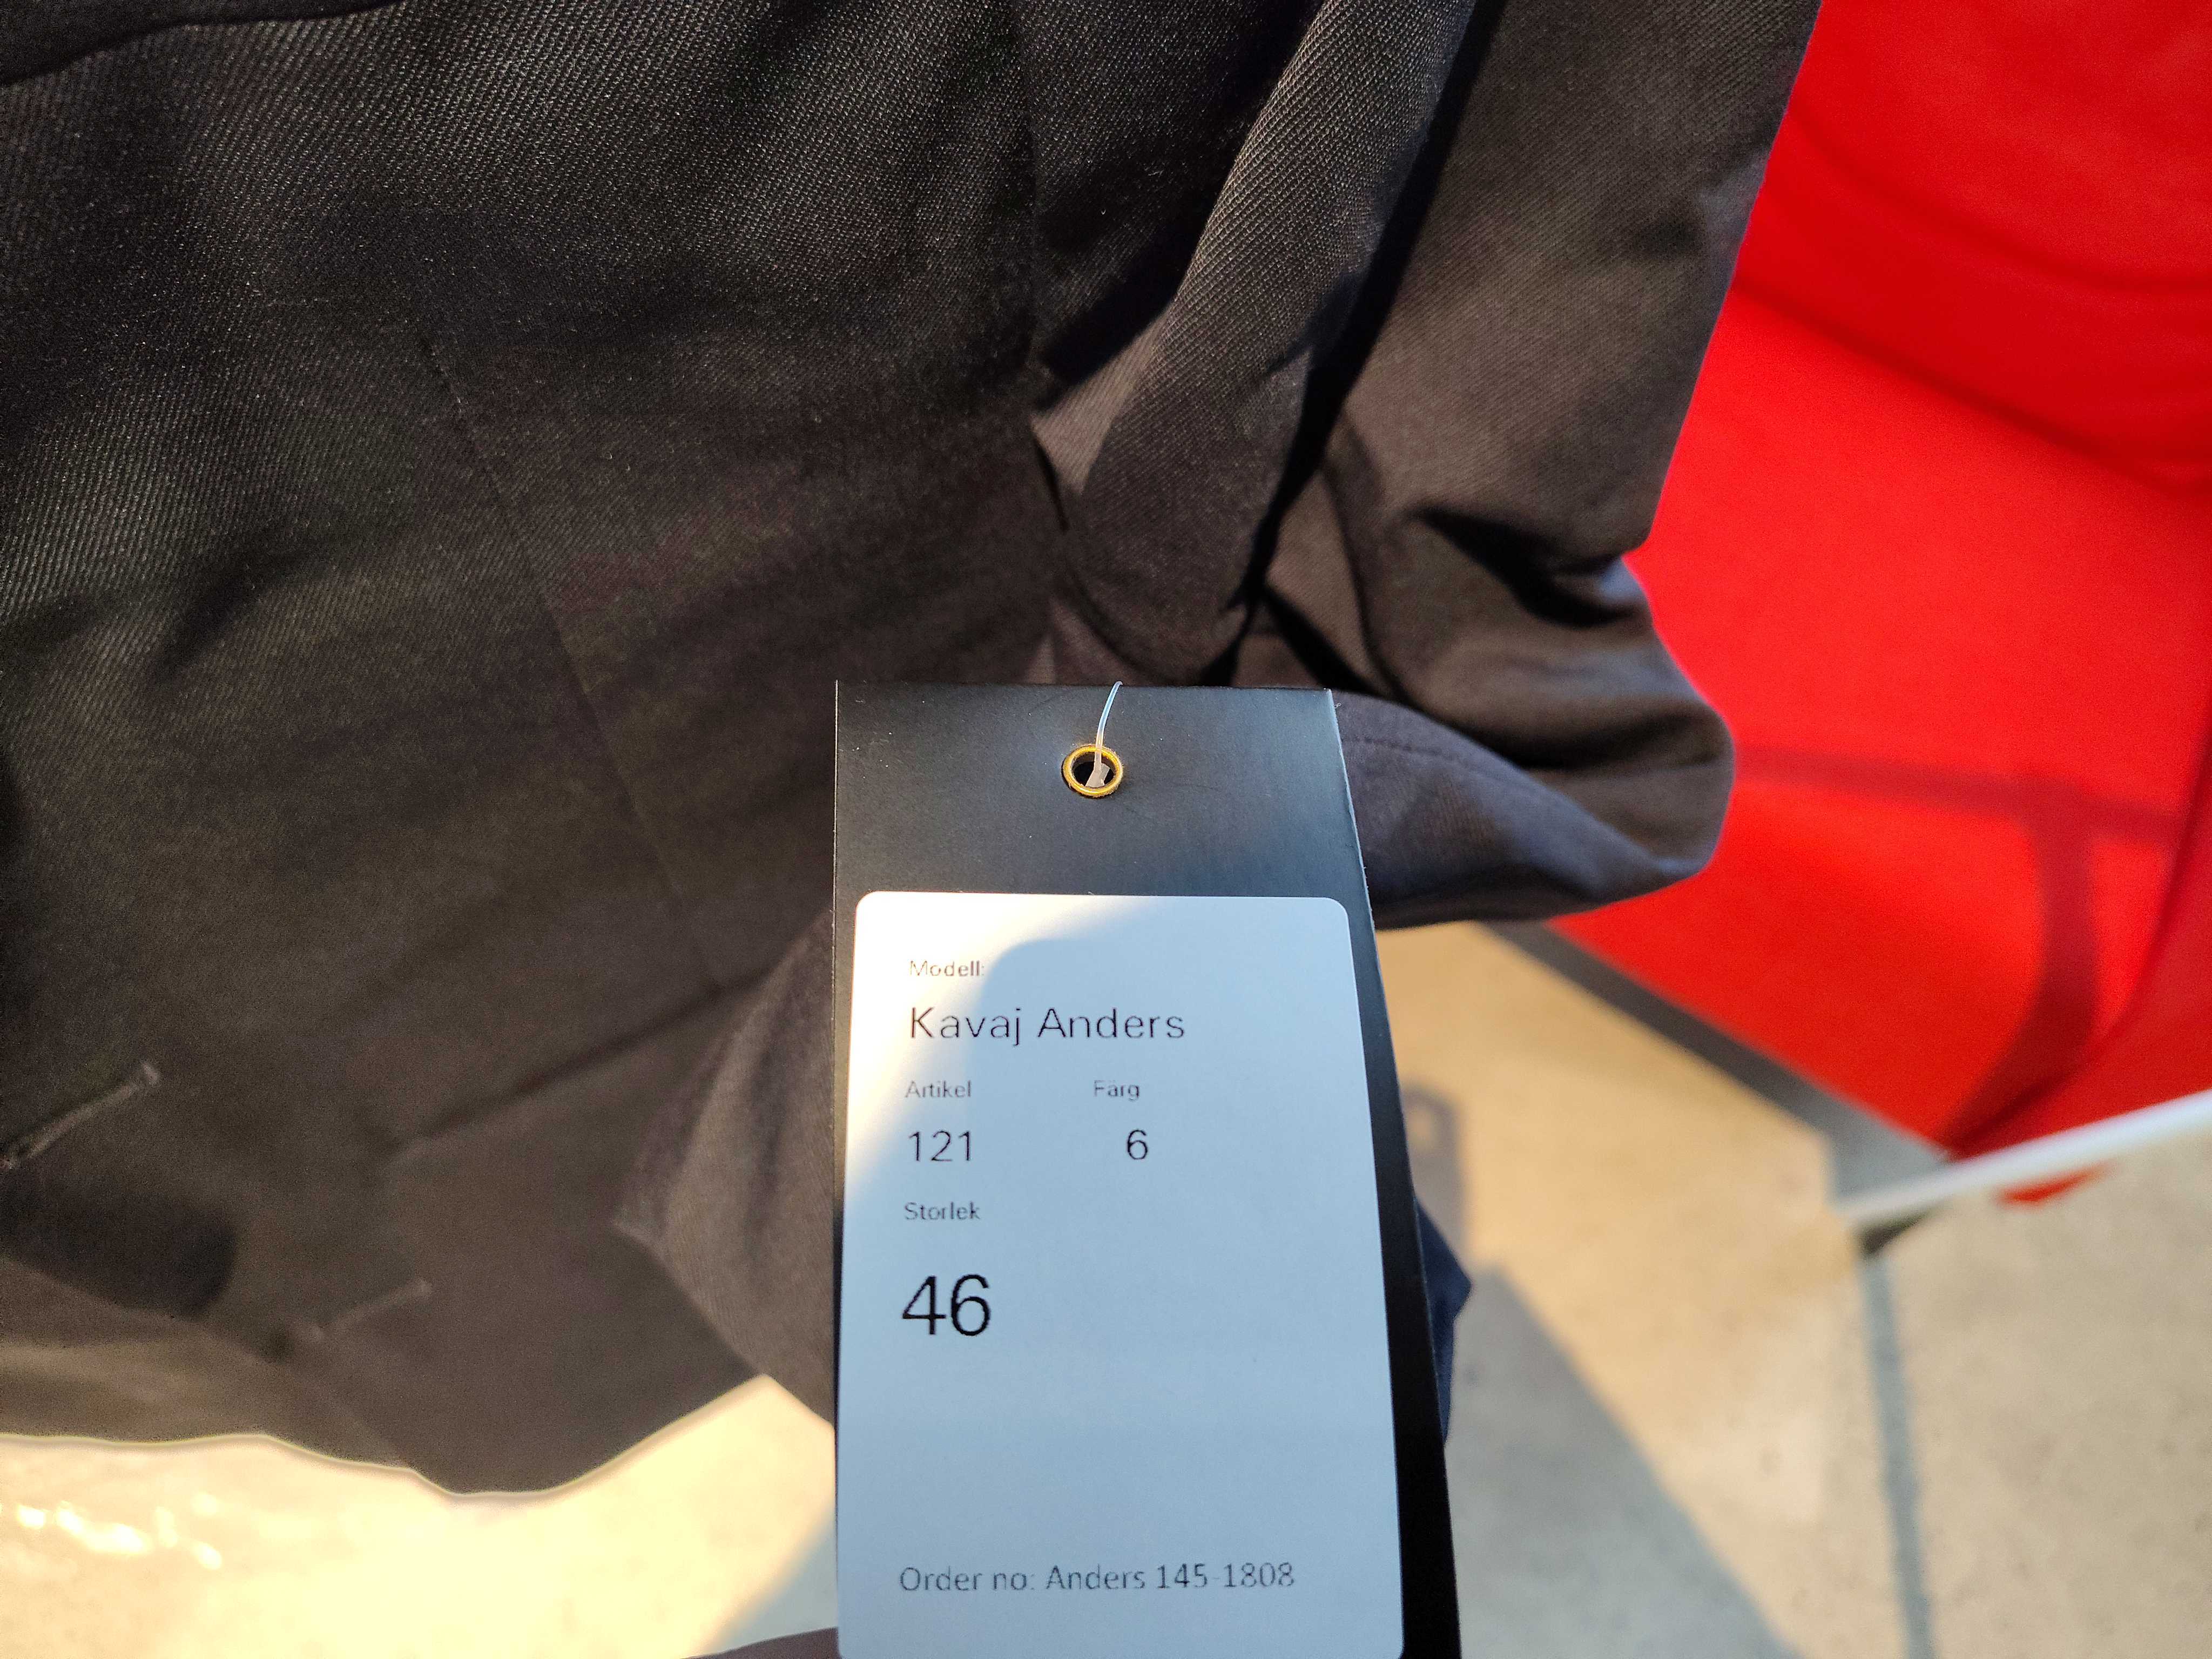 Modell:
Kavaj Anders
Artikel Färg
121 6
Storlek
46
Order no: Anders 145-1808